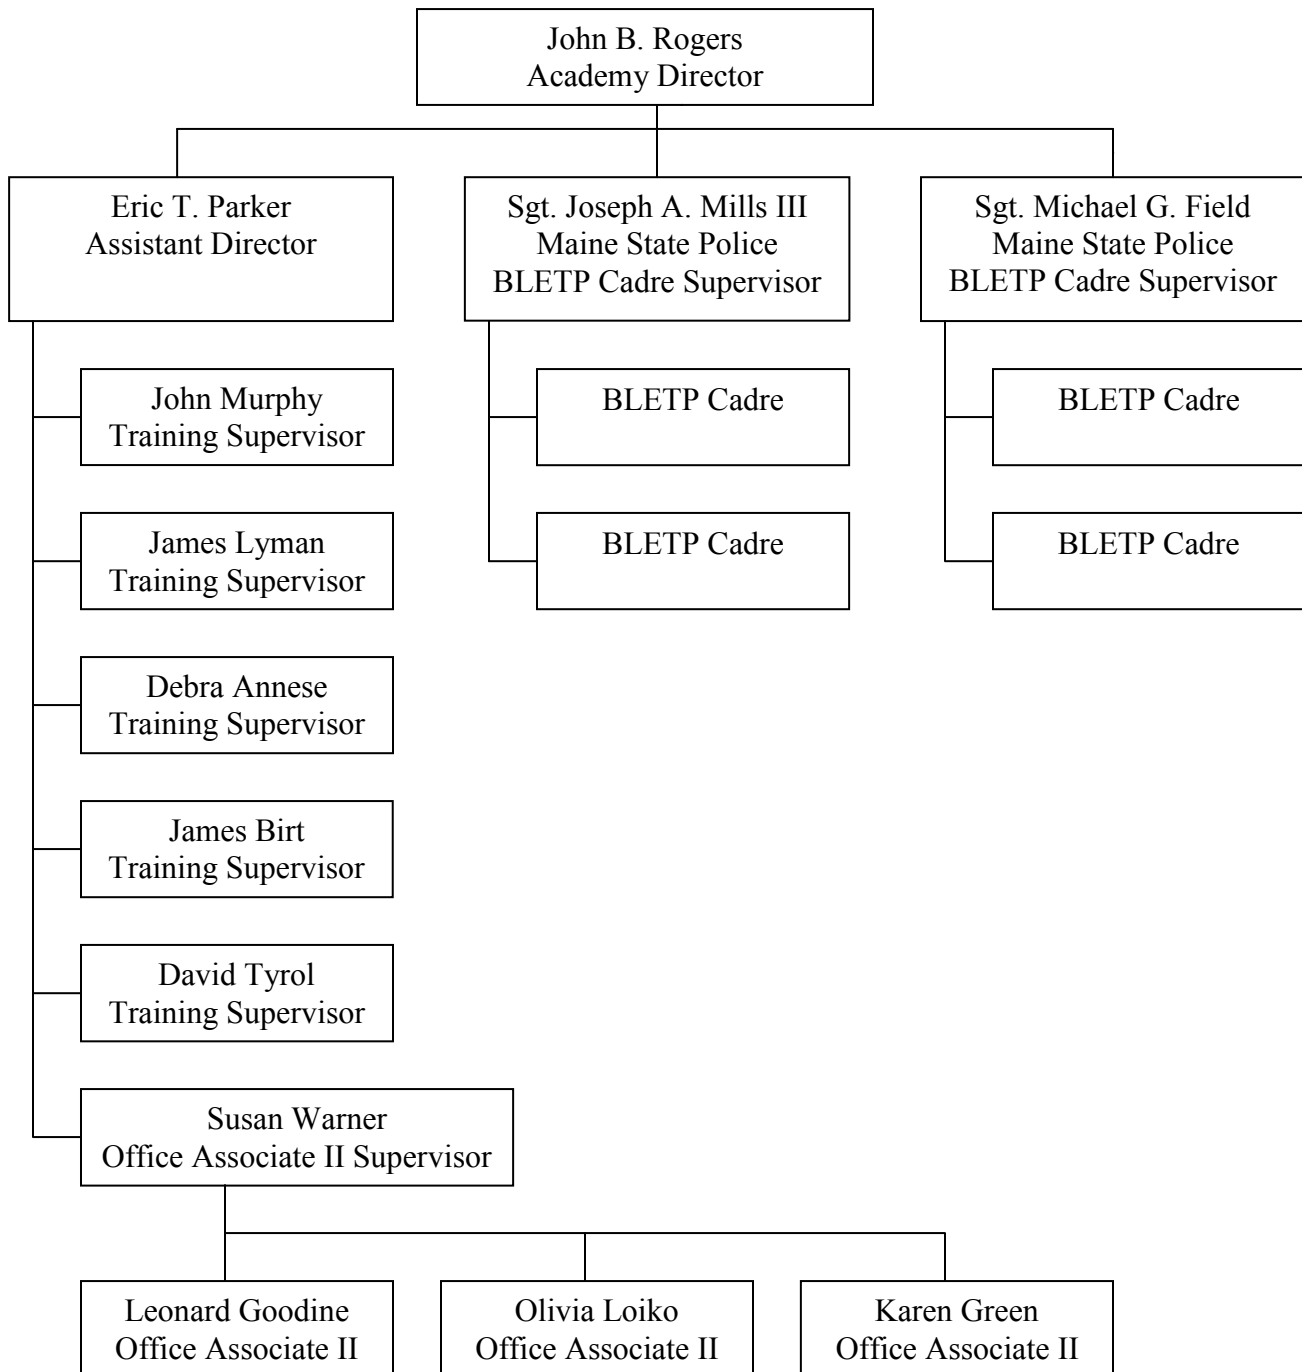 John B. Rogers
Academy Director
Eric T. Parker
Assistant Director
Sgt. Joseph A. Mills III
Maine State Police
BLETP Cadre Supervisor
Sgt. Michael G. Field
Maine State Police
BLETP Cadre Supervisor
John Murphy
Training Supervisor
BLETP Cadre
BLETP Cadre
James Lyman
Training Supervisor
BLETP Cadre
BLETP Cadre
Debra Annese
Training Supervisor
James Birt
Training Supervisor
David Tyrol
Training Supervisor
Susan Warner
Office Associate II Supervisor
Leonard Goodine
Office Associate II
Olivia Loiko
Office Associate II
Karen Green
Office Associate II